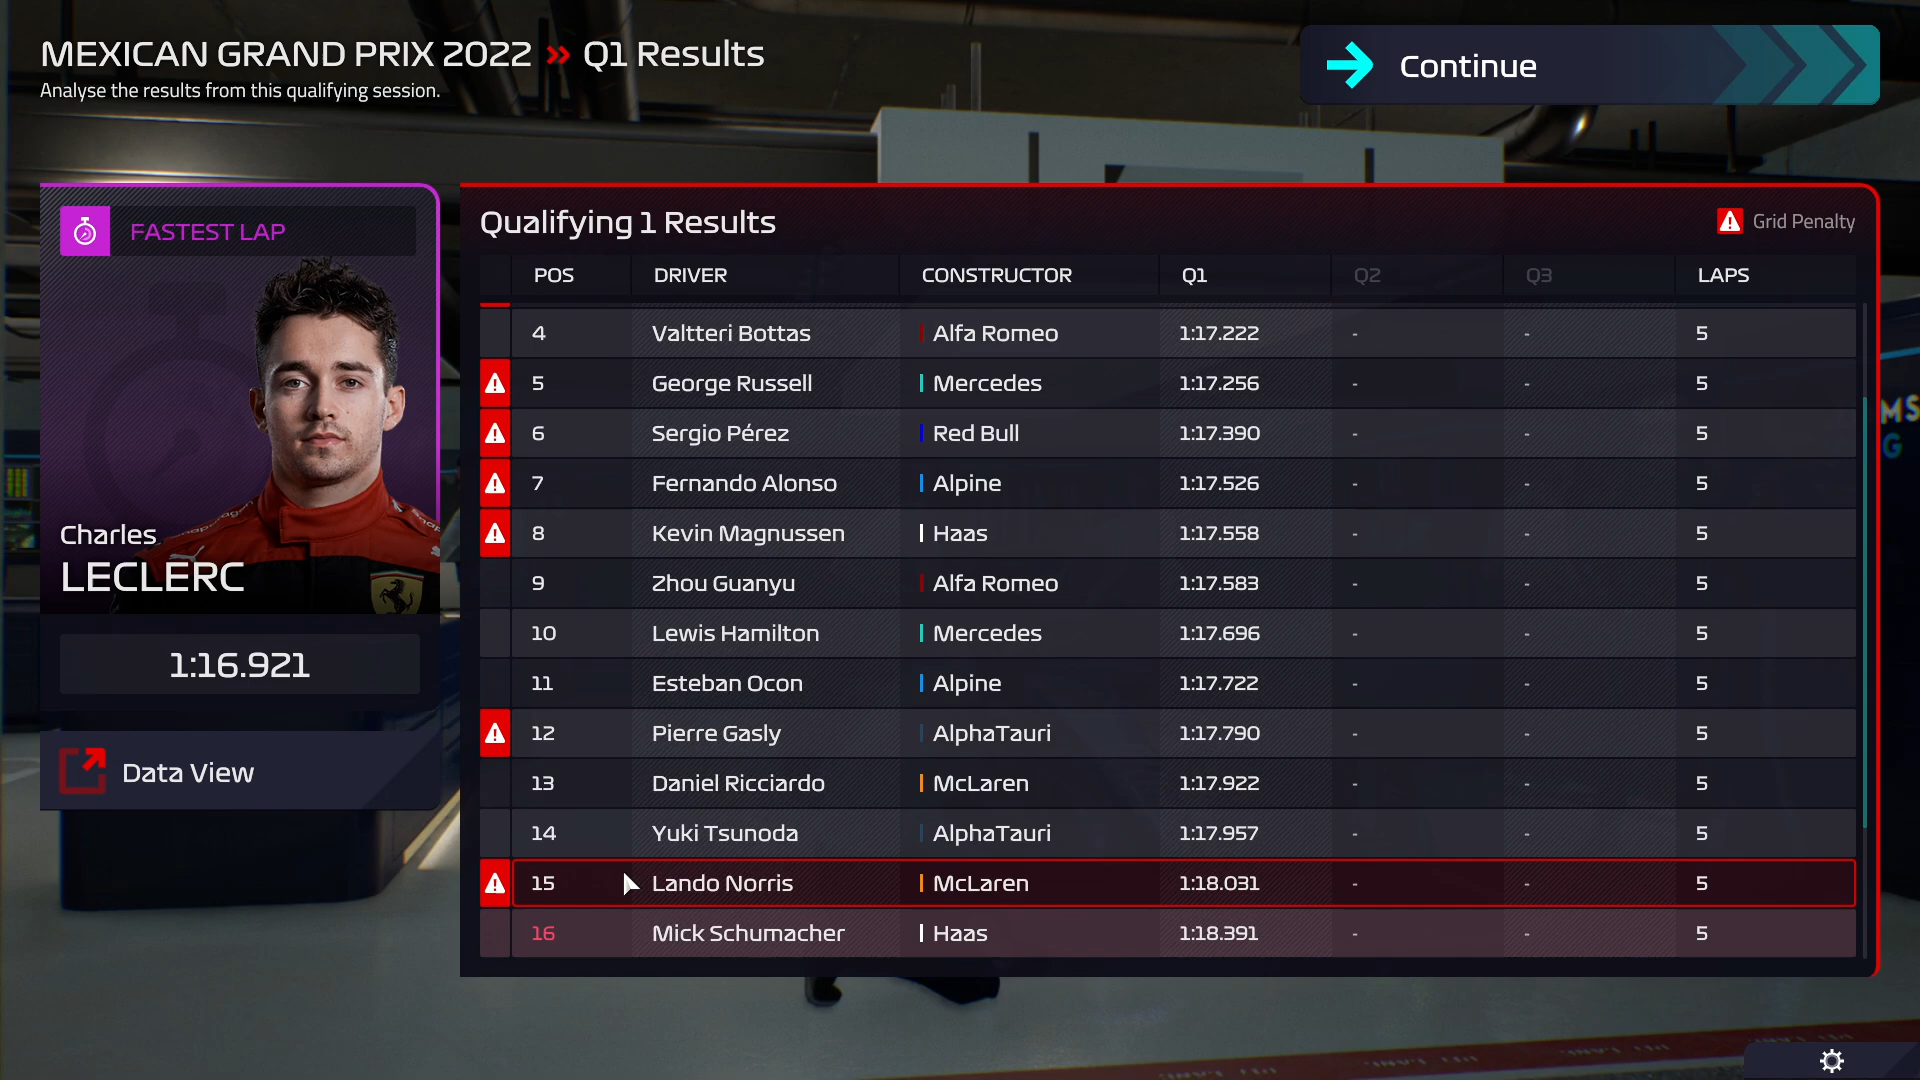 MEXICAN GRAND PRIX 2022 » Q1 Results
Analyse the results from this qualifying session.
Continue
FASTEST LAP
Charles
LECLERC
1:16.921
Data View
Qualifying 1 Results
Grid Penalty
POS DRIVER CONSTRUCTOR Q1 Q2 Q3 LAPS
4 Valtteri Bottas Alfa Romeo 1:17.222 - - 5
5 George Russell Mercedes 1:17.256 - - 5
6 Sergio Pérez Red Bull 1:17.390 - - 5
7 Fernando Alonso Alpine 1:17.526 - - 5
8 Kevin Magnussen Haas 1:17.558 - - 5
9 Zhou Guanyu Alfa Romeo 1:17.583 - - 5
10 Lewis Hamilton Mercedes 1:17.696 - - 5
11 Esteban Ocon Alpine 1:17.722 - - 5
12 Pierre Gasly AlphaTauri 1:17.790 - - 5
13 Daniel Ricciardo McLaren 1:17.922 - - 5
14 Yuki Tsunoda AlphaTauri 1:17.957 - - 5
15 Lando Norris McLaren 1:18.031 - - 5
16 Mick Schumacher Haas 1:18.391 - - 5
MS
G